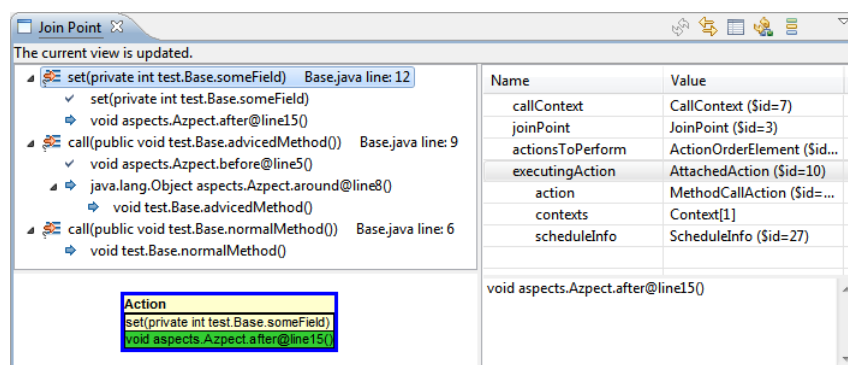 Join Point
The current view is updated.
set(private int test.Base.someField) Base.java line: 12
set(private int test.Base.someField)
void aspects.Azpect.after@line15()
call(public void test.Base.advicedMethod()) Base.java line: 9
void aspects.Azpect.before@line5()
java.lang.Object aspects.Azpect.around@line8()
void test.Base.advicedMethod()
call(public void test.Base.normalMethod()) Base.java line: 6
void test.Base.normalMethod()
Name Value
callContext CallContext ($id=7)
joinPoint JoinPoint ($id=3)
actionsToPerform ActionOrderElement ($id...
executingAction AttachedAction ($id=10)
action MethodCallAction ($id=...
contexts Context[1]
scheduleInfo ScheduleInfo ($id=27)
Action
set(private int test.Base.someField)
void aspects.Azpect.after@line15()
void aspects.Azpect.after@line15()